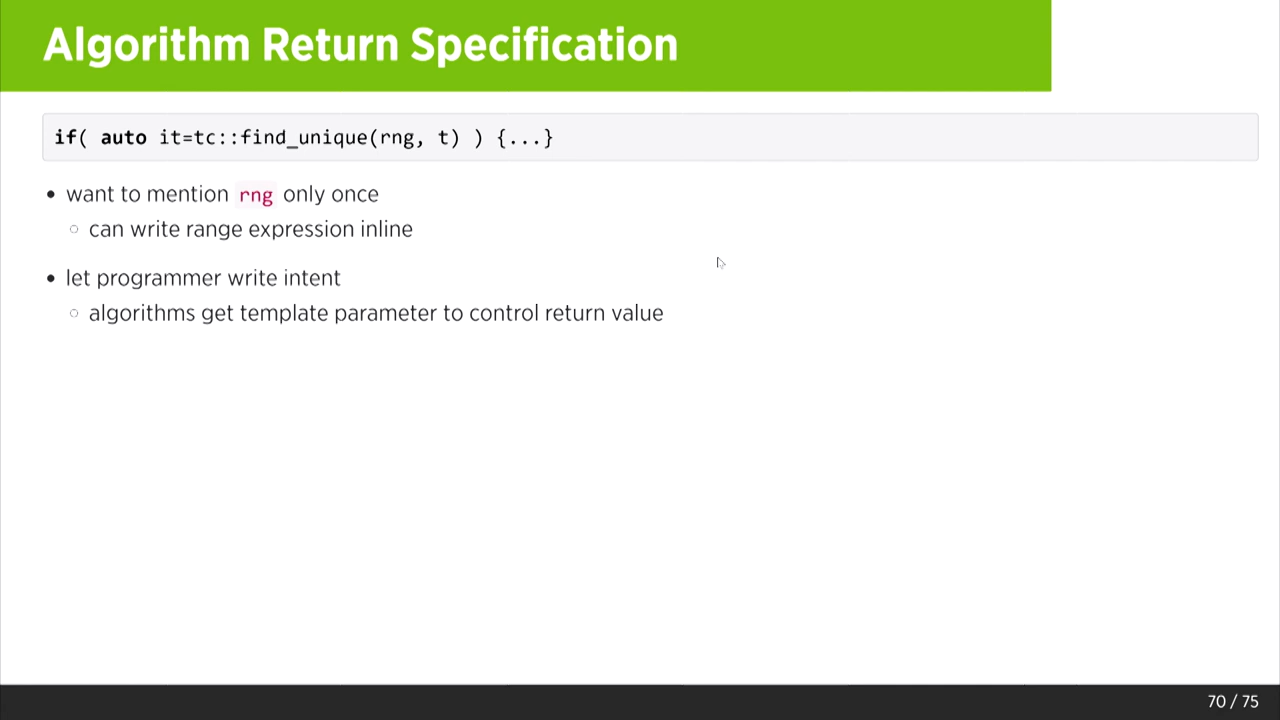 Algorithm Return Specification
if( auto it=tc::find_unique(rng, t) ) {...}
• want to mention rng only once
○ can write range expression inline
• let programmer write intent
○ algorithms get template parameter to control return value
70 / 75